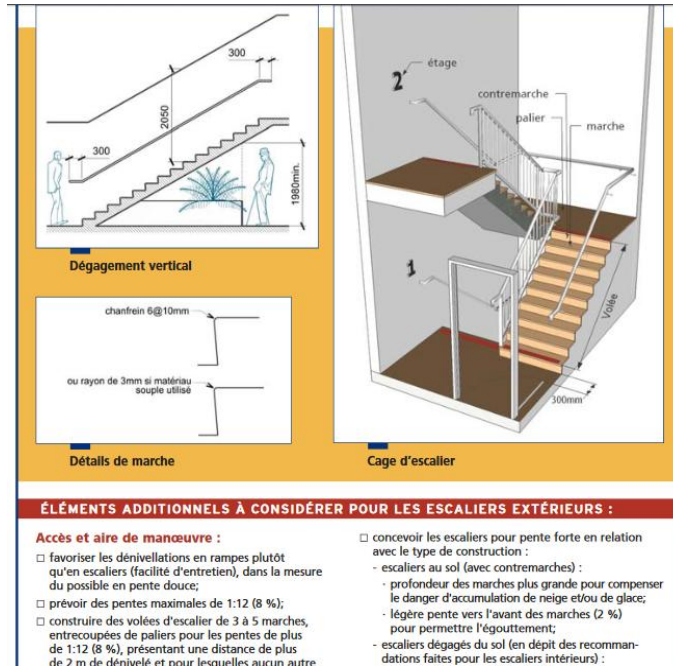 300
2050
300
1980min.
Dégagement vertical
chanfrein 6@10mm
ou rayon de 3mm si matériau
souple utilisé
Détails de marche
2
étage
contremarche
palier
marche
1
Volée
300mm
Cage d'escalier
ÉLÉMENTS ADDITIONNELS À CONSIDÉRER POUR LES ESCALIERS EXTÉRIEURS :
Accès et aire de manœuvre :
□ favoriser les dénivellations en rampes plutôt
qu'en escaliers (facilité d'entretien), dans la mesure
du possible en pente douce;
□ prévoir des pentes maximales de 1:12 (8 %);
□ construire des volées d'escalier de 3 à 5 marches,
entrecoupées de paliers pour les pentes de plus
de 1:12 (8 %), présentant une distance de plus
de 2 m de dénivelé et pour lesquelles aucun autre
□ concevoir les escaliers pour pente forte en relation
avec le type de construction :
- escaliers au sol (avec contremarches) :
· profondeur des marches plus grande pour compenser
le danger d'accumulation de neige et/ou de glace;
· légère pente vers l'avant des marches (2 %)
pour permettre l'égouttement;
- escaliers dégagés du sol (en dépit des recomman-
dations faites pour les escaliers intérieurs) :